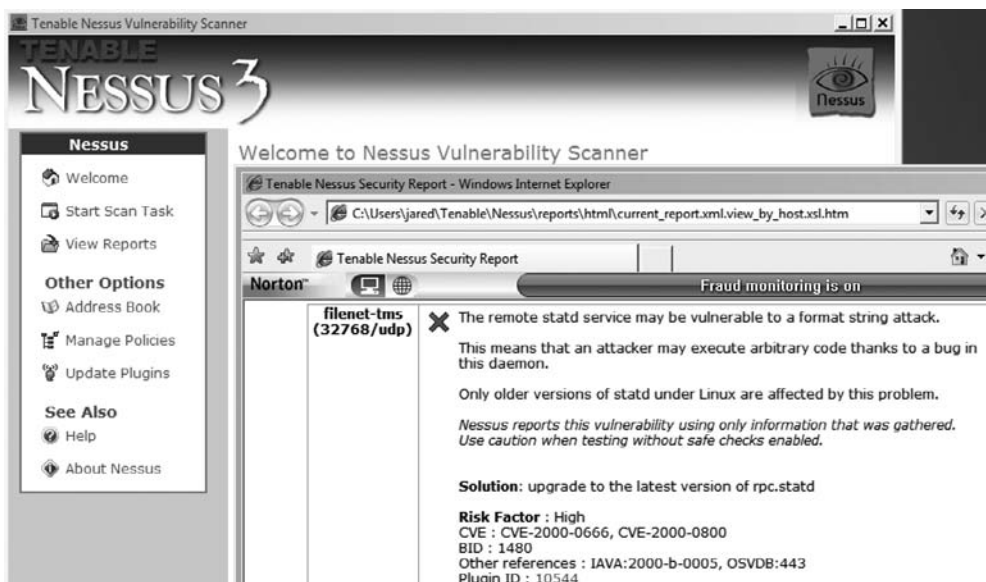 Tenable Nessus Vulnerability Scanner
TENABLE
NESSUS 3
Nessus
Nessus
Welcome
Start Scan Task
View Reports
Other Options
Address Book
Manage Policies
Update Plugins
See Also
Help
About Nessus
Welcome to Nessus Vulnerability Scanner
Tenable Nessus Security Report - Windows Internet Explorer
C:\Users\jared\Tenable\Nessus\reports\html\current_report.xml.view_by_host.xsl.htm
Tenable Nessus Security Report
Norton™
Fraud monitoring is on
filenet-tms
(32768/udp)
The remote statd service may be vulnerable to a format string attack.
This means that an attacker may execute arbitrary code thanks to a bug in
this daemon.
Only older versions of statd under Linux are affected by this problem.
Nessus reports this vulnerability using only information that was gathered.
Use caution when testing without safe checks enabled.
Solution: upgrade to the latest version of rpc.statd
Risk Factor : High
CVE : CVE-2000-0666, CVE-2000-0800
BID : 1480
Other references : IAVA:2000-b-0005, OSVDB:443
Plugin ID : 10544